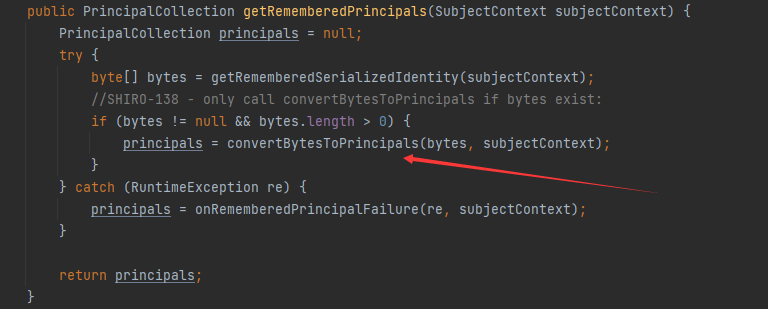 public PrincipalCollection getRememberedPrincipals(SubjectContext subjectContext) {
    PrincipalCollection principals = null;
    try {
        byte[] bytes = getRememberedSerializedIdentity(subjectContext);
        //SHIRO-138 - only call convertBytesToPrincipals if bytes exist:
        if (bytes != null && bytes.length > 0) {
            principals = convertBytesToPrincipals(bytes, subjectContext);
        }
    } catch (RuntimeException re) {
        principals = onRememberedPrincipalFailure(re, subjectContext);
    }

    return principals;
}